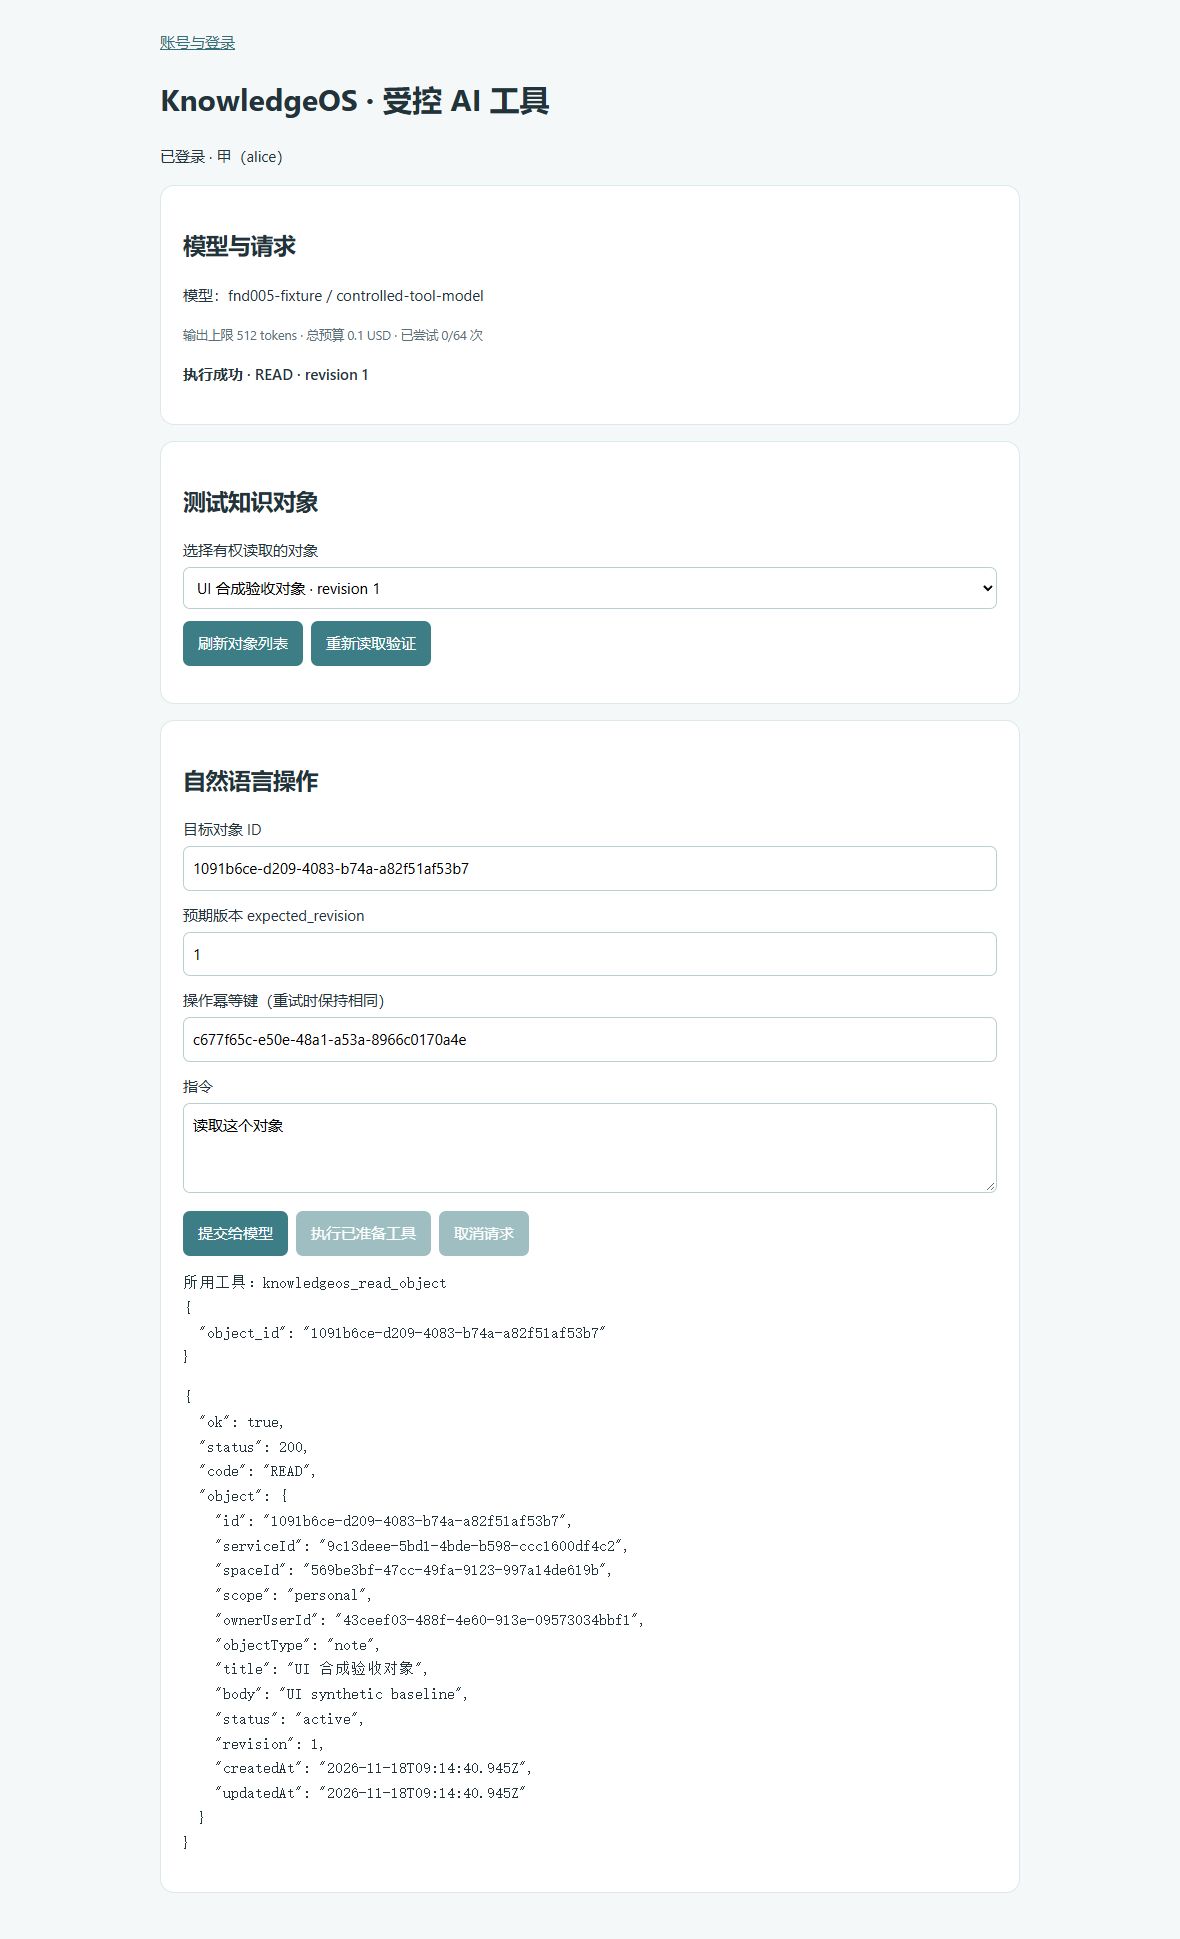 账号与登录
KnowledgeOS · 受控 AI 工具
已登录 · 甲（alice）
模型与请求
模型：fnd005-fixture / controlled-tool-model
输出上限 512 tokens · 总预算 0.1 USD · 已尝试 0/64 次
执行成功 · READ · revision 1
测试知识对象
选择有权读取的对象
UI 合成验收对象 · revision 1
刷新对象列表 重新读取验证
自然语言操作
目标对象 ID
1091b6ce-d209-4083-b74a-a82f51af53b7
预期版本 expected_revision
1
操作幂等键（重试时保持相同）
c677f65c-e50e-48a1-a53a-8966c0170a4e
指令
读取这个对象
提交给模型 执行已准备工具 取消请求
所用工具：knowledgeos_read_object
{
  "object_id": "1091b6ce-d209-4083-b74a-a82f51af53b7"
}
{
  "ok": true,
  "status": 200,
  "code": "READ",
  "object": {
    "id": "1091b6ce-d209-4083-b74a-a82f51af53b7",
    "serviceId": "9c13deee-5bd1-4bde-b598-ccc1600df4c2",
    "spaceId": "569be3bf-47cc-49fa-9123-997a14de619b",
    "scope": "personal",
    "ownerUserId": "43ceef03-488f-4e60-913e-09573034bbf1",
    "objectType": "note",
    "title": "UI 合成验收对象",
    "body": "UI synthetic baseline",
    "status": "active",
    "revision": 1,
    "createdAt": "2026-11-18T09:14:40.945Z",
    "updatedAt": "2026-11-18T09:14:40.945Z"
  }
}